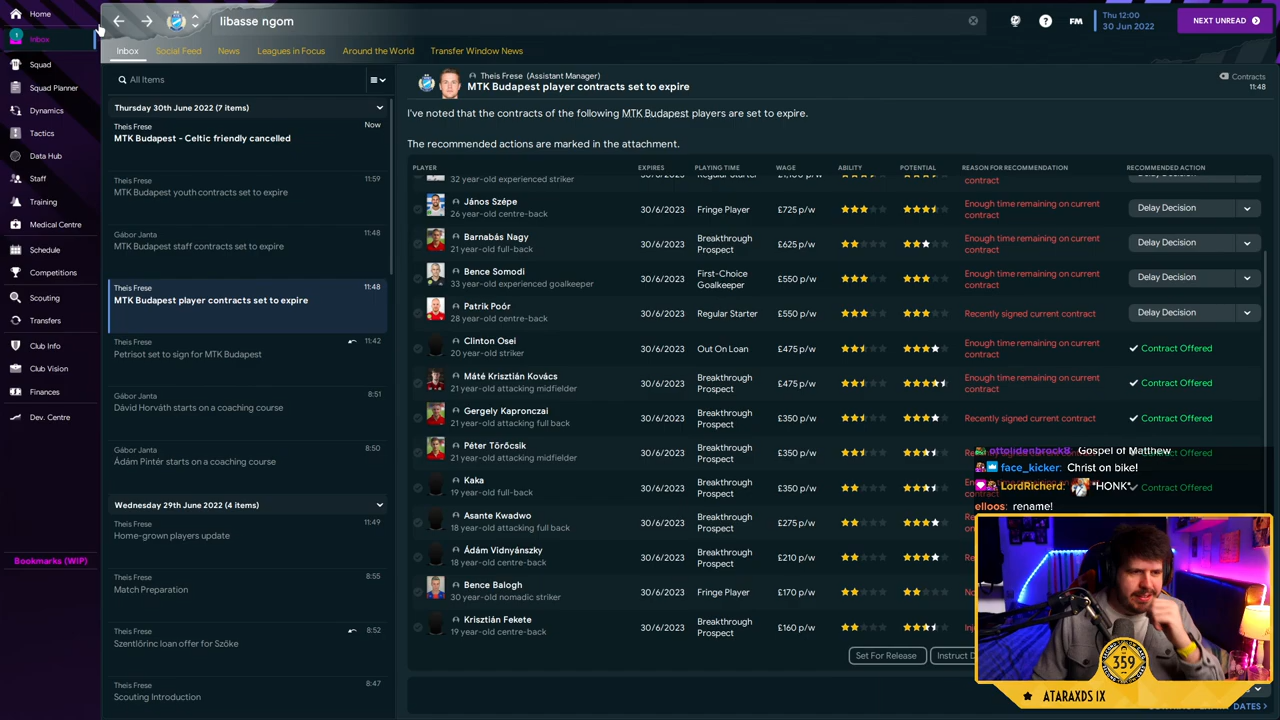 Home
libasse ngom
Thu 12:00
30 Jun 2022
FM
NEXT UNREAD
1
Inbox
Inbox
Social Feed
News
Leagues in Focus
Around the World
Transfer Window News
Squad
Squad Planner
Dynamics
Tactics
Data Hub
Staff
Training
Medical Centre
Schedule
Competitions
Scouting
Transfers
Club Info
Club Vision
Finances
Dev. Centre
Bookmarks (WIP)
All Items
Thursday 30th June 2022 (7 items)
Theis Frese Now
MTK Budapest - Celtic friendly cancelled
Theis Frese 11:59
MTK Budapest youth contracts set to expire
Gábor Janta 11:48
MTK Budapest staff contracts set to expire
Theis Frese 11:48
MTK Budapest player contracts set to expire
Theis Frese 11:42
Petrisot set to sign for MTK Budapest
Gábor Janta 8:51
Dávid Horváth starts on a coaching course
Gábor Janta 8:50
Ádám Pintér starts on a coaching course
Wednesday 29th June 2022 (4 items)
Theis Frese 11:49
Home-grown players update
Theis Frese 8:55
Match Preparation
Theis Frese 8:52
Szentlőrinc loan offer for Szőke
Theis Frese 8:47
Scouting Introduction
Theis Frese (Assistant Manager)
MTK Budapest player contracts set to expire
Contracts
11:48
I've noted that the contracts of the following MTK Budapest players are set to expire.
The recommended actions are marked in the attachment.
PLAYER EXPIRES PLAYING TIME WAGE ABILITY POTENTIAL REASON FOR RECOMMENDATION RECOMMENDED ACTION
32 year-old experienced striker contract
János Szépe 30/6/2023 Fringe Player £725 p/w Enough time remaining on current contract Delay Decision
26 year-old centre-back
Barnabás Nagy 30/6/2023 Breakthrough Prospect £625 p/w Enough time remaining on current contract Delay Decision
21 year-old full-back
Bence Somodi 30/6/2023 First-Choice Goalkeeper £550 p/w Enough time remaining on current contract Delay Decision
33 year-old experienced goalkeeper
Patrik Poór 30/6/2023 Regular Starter £550 p/w Recently signed current contract Delay Decision
28 year-old centre-back
Clinton Osei 30/6/2023 Out On Loan £475 p/w Enough time remaining on current contract Contract Offered
20 year-old striker
Máté Krisztián Kovács 30/6/2023 Breakthrough Prospect £475 p/w Enough time remaining on current contract Contract Offered
21 year-old attacking midfielder
Gergely Kapronczai 30/6/2023 Breakthrough Prospect £350 p/w Recently signed current contract Contract Offered
21 year-old attacking full back
Péter Törőcsik 30/6/2023 Breakthrough Prospect £350 p/w
21 year-old attacking midfielder
Kaka 30/6/2023 Breakthrough Prospect £350 p/w Contract Offered
19 year-old full back
Asante Kwadwo 30/6/2023 Breakthrough Prospect £275 p/w
18 year-old attacking full back
Ádám Vidnyánszky 30/6/2023 Breakthrough Prospect £210 p/w
18 year-old centre-back
Bence Balogh 30/6/2023 Fringe Player £170 p/w
30 year-old nomadic striker
Krisztián Fekete 30/6/2023 Breakthrough Prospect £160 p/w
19 year-old centre-back
Set For Release
Instruct
DATES
Gospel of Matthew
face_kicker: Christ on bike!
LordRicherd: *HONK*
elloos: rename!
359
ATARAXDS IX